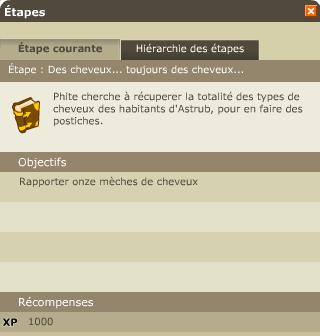 Étapes
Étape courante
Hiérarchie des étapes
Étape : Des cheveux... toujours des cheveux...
Phite cherche à récuperer la totalité des types de
cheveux des habitants d'Astrub, pour en faire des
postiches.
Objectifs
Rapporter onze mèches de cheveux
Récompenses
XP 1000